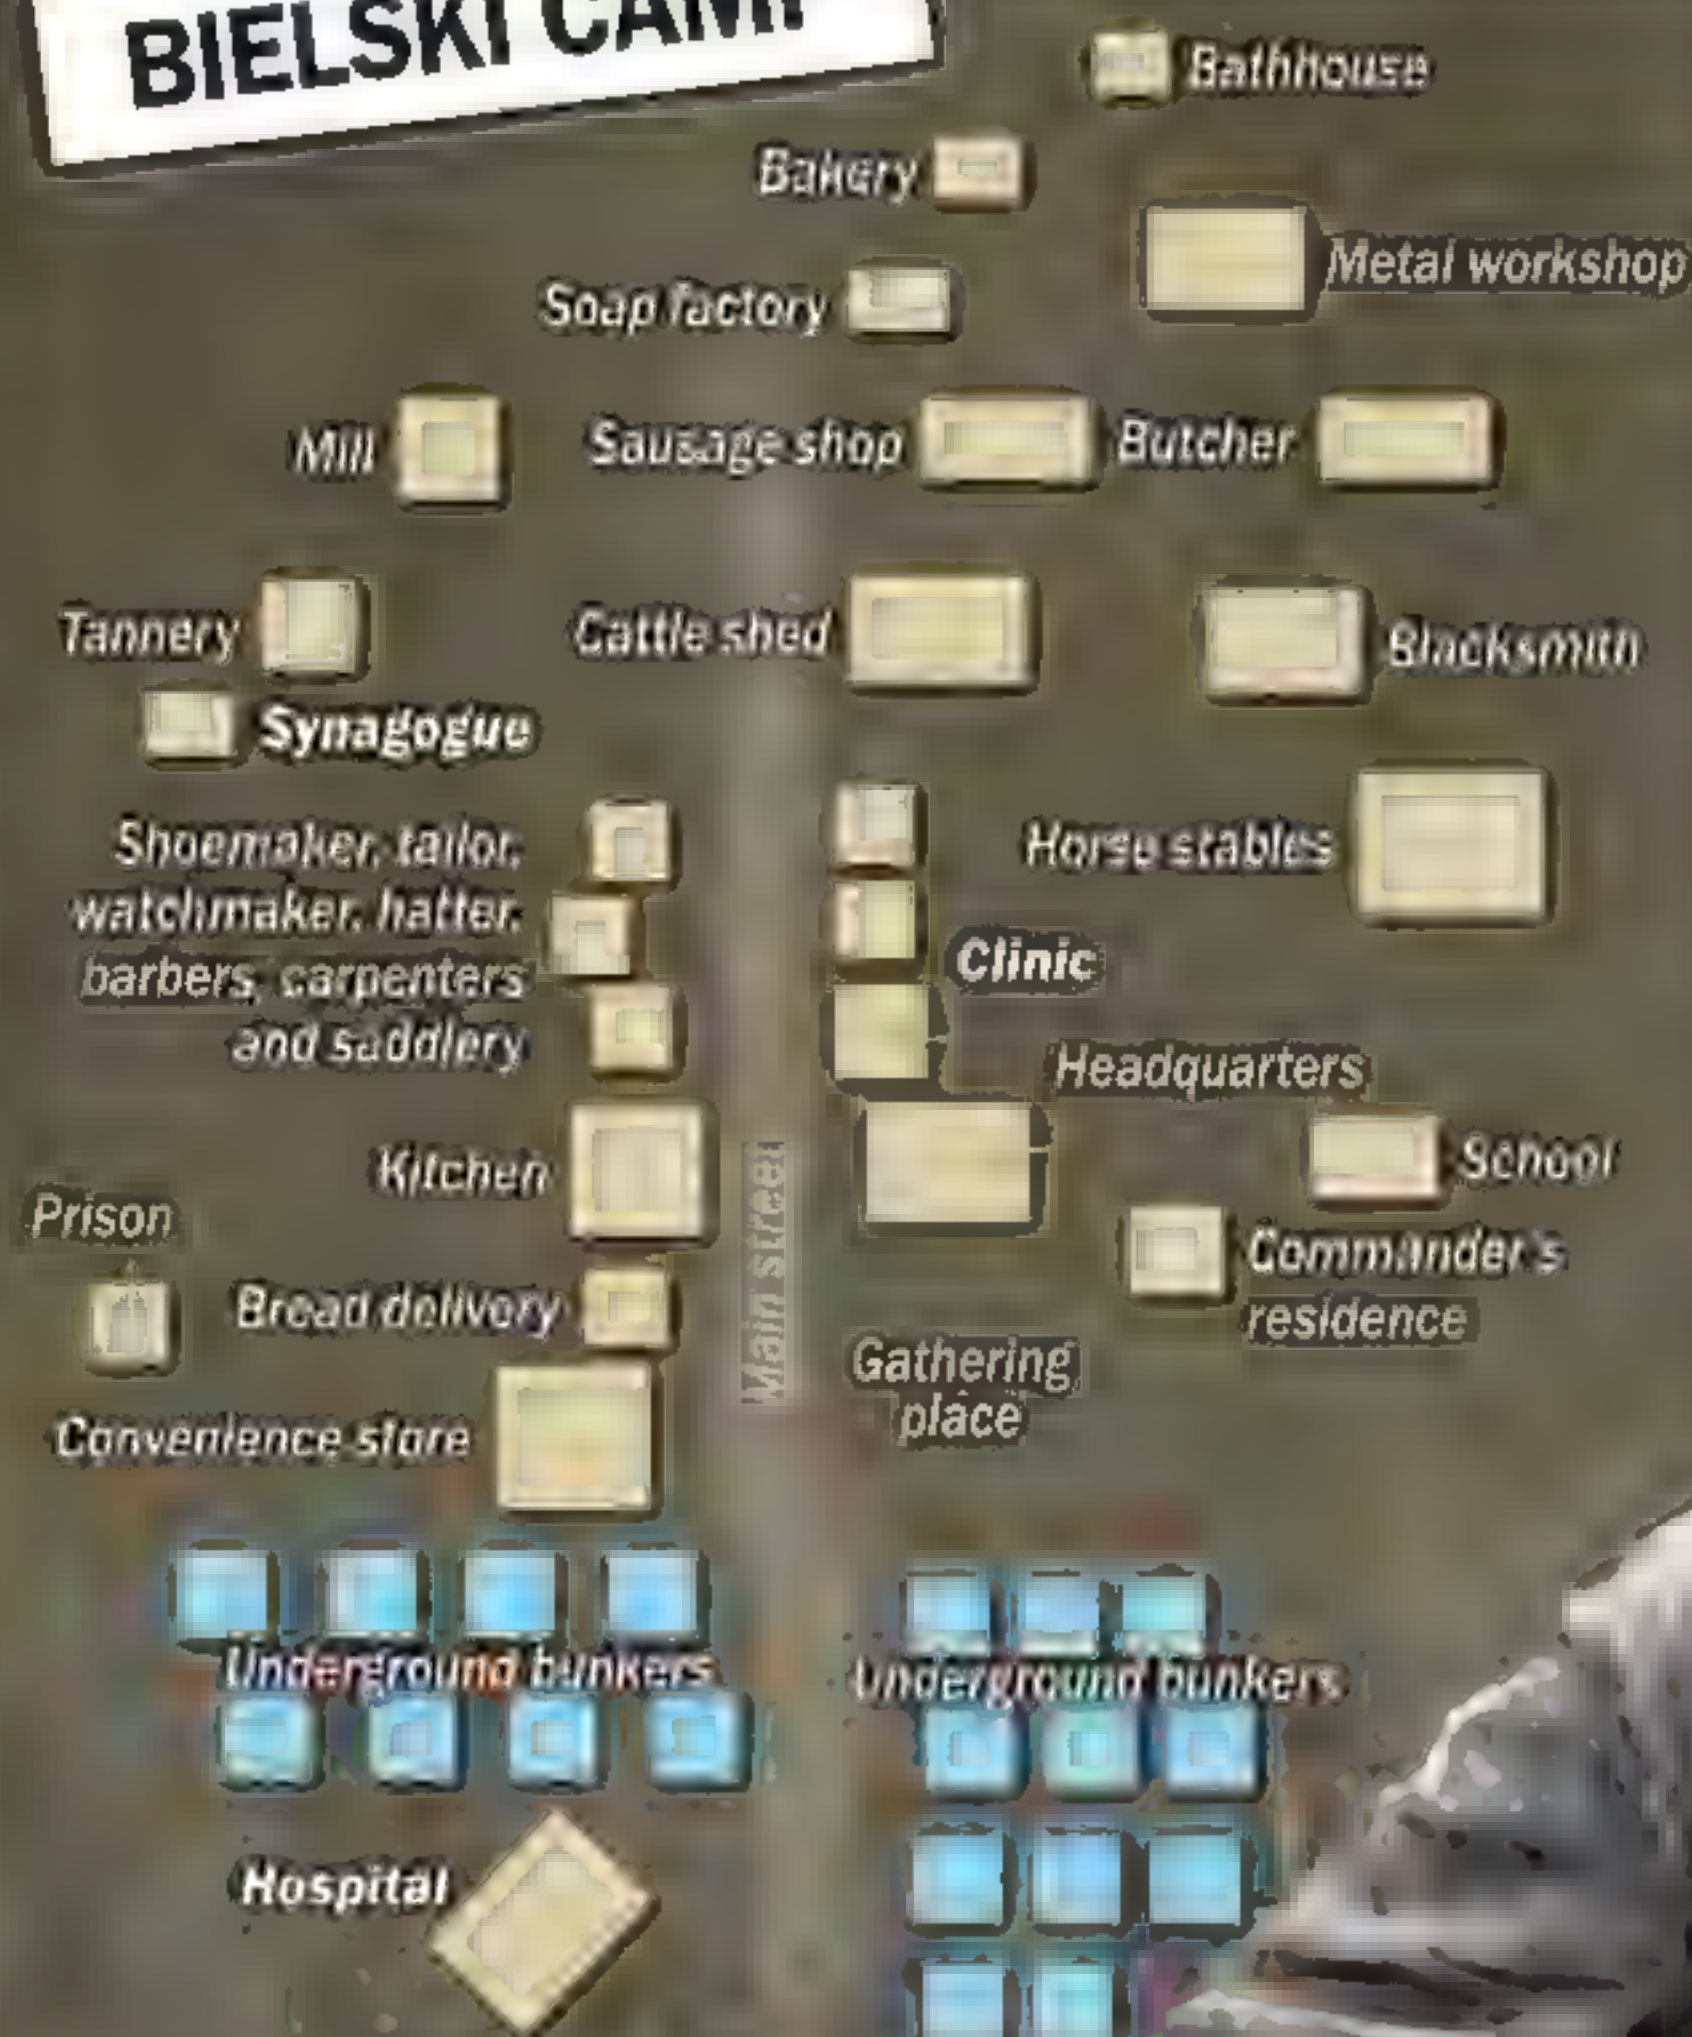 BIELSKI CAMP
Bathhouse
Bakery
Metal workshop
Soap factory
Mill
Sausage shop
Butcher
Tannery
Cattle shed
Blacksmith
Synagogue
Shoemaker, tailor,
watchmaker, hatter,
barbers, carpenters
and saddlery
Horse stables
Clinic
Headquarters
Kitchen
School
Prison
Commander's
residence
Bread delivery
Main street
Gathering
place
Convenience store
Underground bunkers
Underground bunkers
Hospital